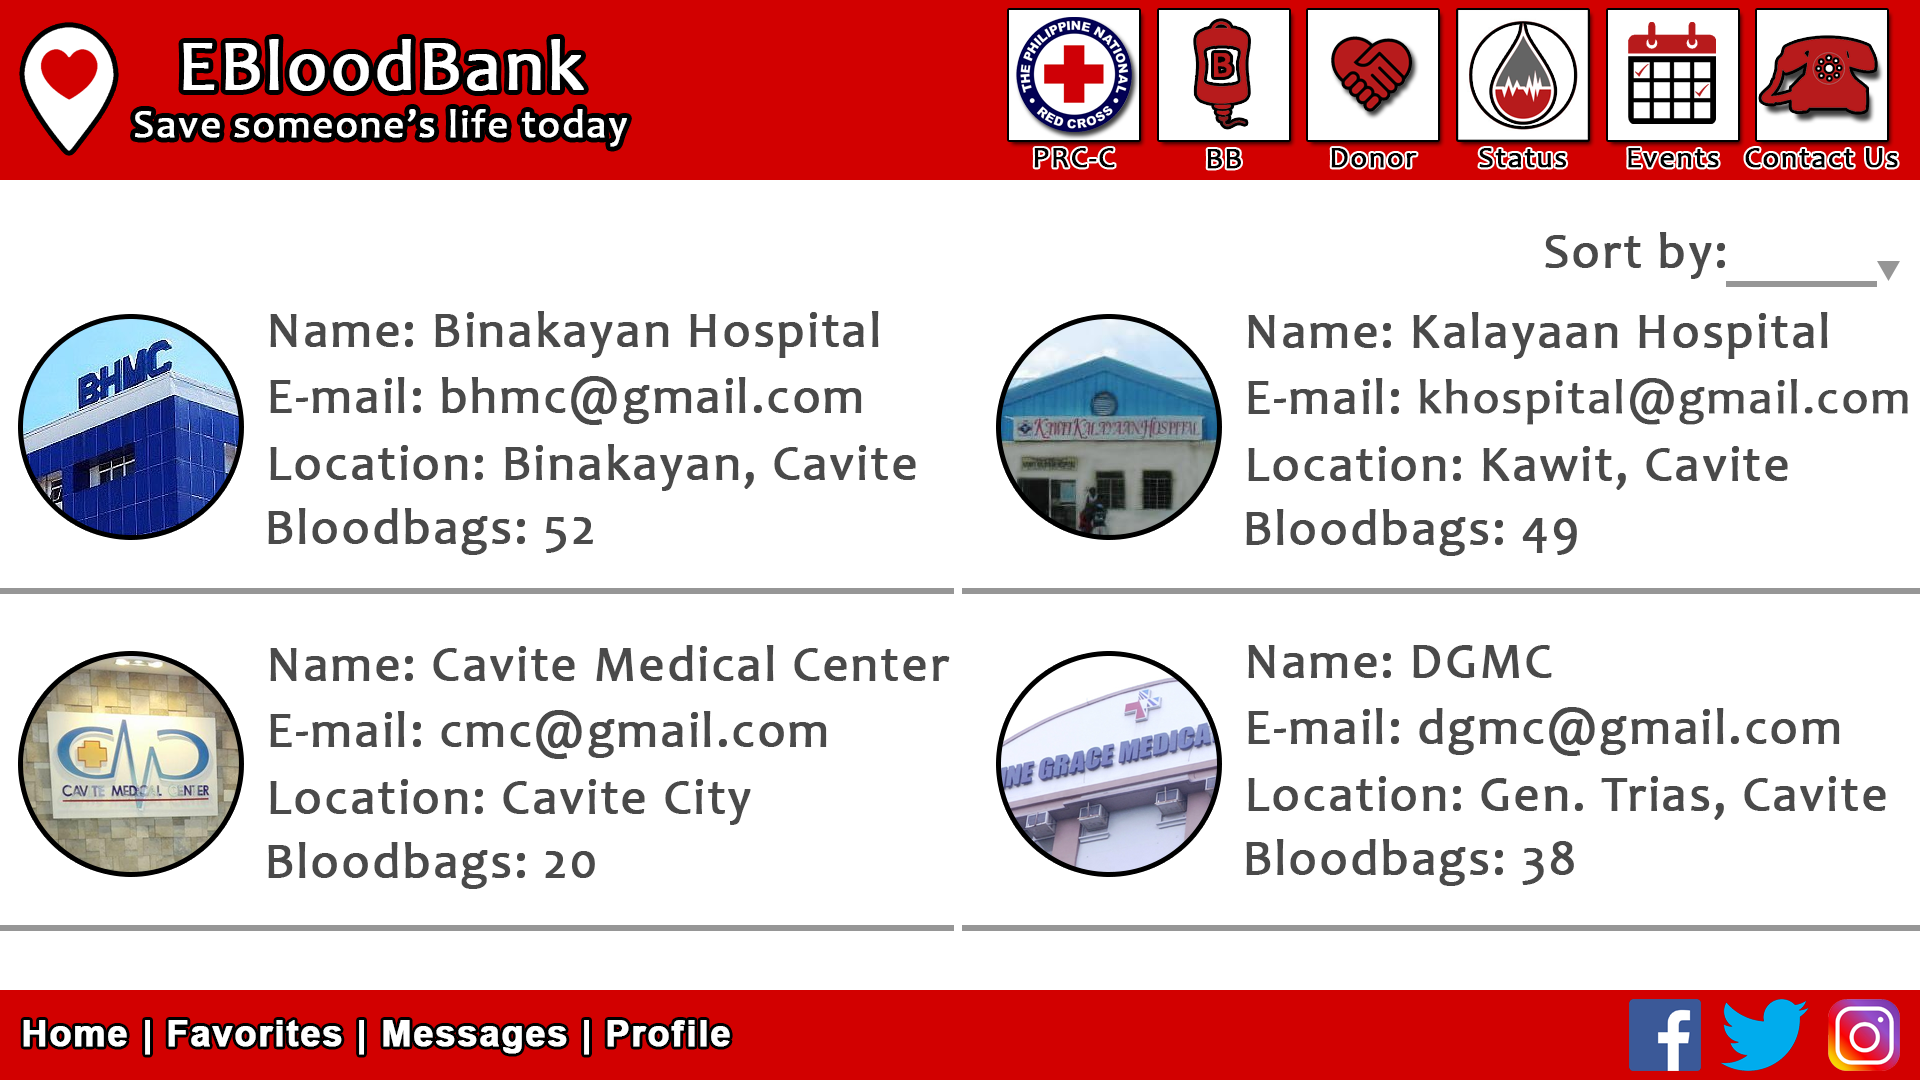 EBloodBank
Save someone's life today
THE PHILIPPINE NATIONAL
• RED CROSS •
B
PRC-C
BB
Donor
Status
Events
Contact Us
Sort by:
BHMC
Name: Binakayan Hospital
E-mail: bhmc@gmail.com
Location: Binakayan, Cavite
Bloodbags: 52
KAWIT KALAYAAN HOSPITAL
Name: Kalayaan Hospital
E-mail: khospital@gmail.com
Location: Kawit, Cavite
Bloodbags: 49
CAVITE MEDICAL CENTER
Name: Cavite Medical Center
E-mail: cmc@gmail.com
Location: Cavite City
Bloodbags: 20
INE GRACE MEDICA
Name: DGMC
E-mail: dgmc@gmail.com
Location: Gen. Trias, Cavite
Bloodbags: 38
Home | Favorites | Messages | Profile